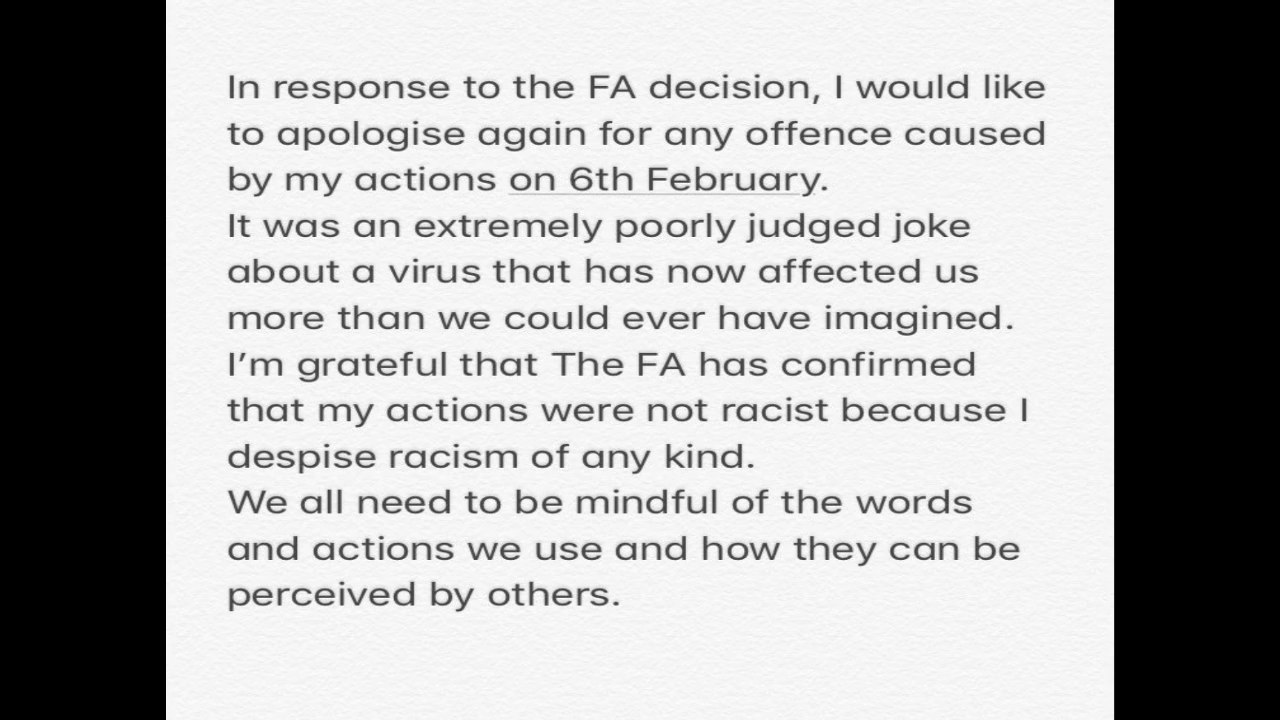 In response to the FA decision, I would like
to apologise again for any offence caused
by my actions on 6th February.
It was an extremely poorly judged joke
about a virus that has now affected us
more than we could ever have imagined.
I’m grateful that The FA has confirmed
that my actions were not racist because I
despise racism of any kind.
We all need to be mindful of the words
and actions we use and how they can be
perceived by others.